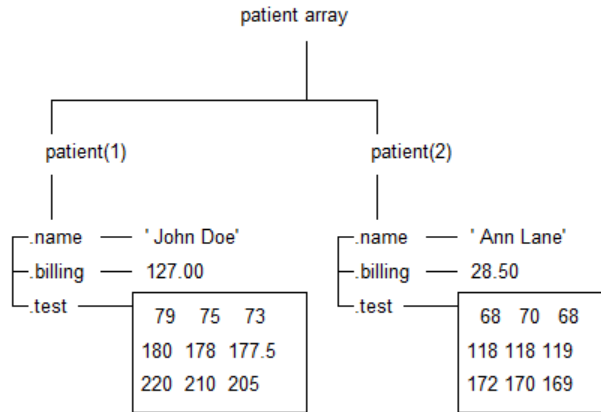 patient array
patient(1)
patient(2)
.name
' John Doe'
.billing
127.00
.test
79 75 73
180 178 177.5
220 210 205
.name
' Ann Lane'
.billing
28.50
.test
68 70 68
118 118 119
172 170 169